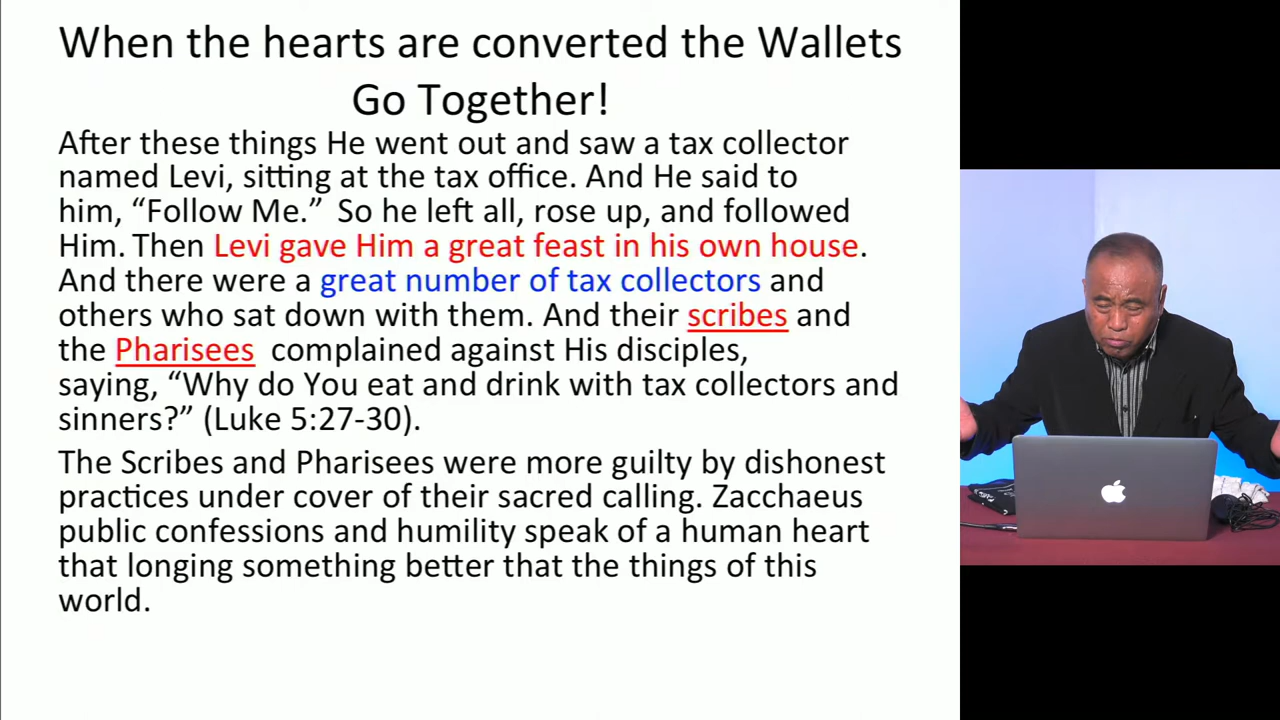 When the hearts are converted the Wallets
Go Together!
After these things He went out and saw a tax collector
named Levi, sitting at the tax office. And He said to
him, “Follow Me.” So he left all, rose up, and followed
Him. Then Levi gave Him a great feast in his own house.
And there were a great number of tax collectors and
others who sat down with them. And their scribes and
the Pharisees complained against His disciples,
saying, “Why do You eat and drink with tax collectors and
sinners?” (Luke 5:27-30).
The Scribes and Pharisees were more guilty by dishonest
practices under cover of their sacred calling. Zacchaeus
public confessions and humility speak of a human heart
that longing something better that the things of this
world.